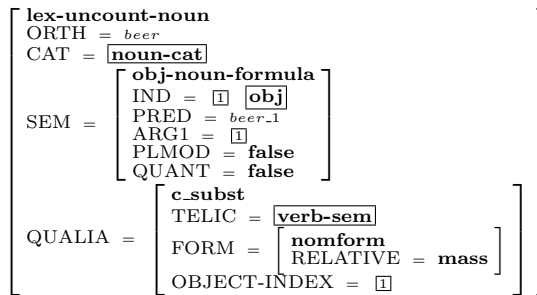 lex-uncount-noun
ORTH = beer
CAT = noun-cat
obj-noun-formula
IND = 1 obj
SEM = PRED = beer_1
ARG1 = 1
PLMOD = false
QUANT = false
c_subst
TELIC = verb-sem
QUALIA = FORM = nomform
RELATIVE = mass
OBJECT-INDEX = 1